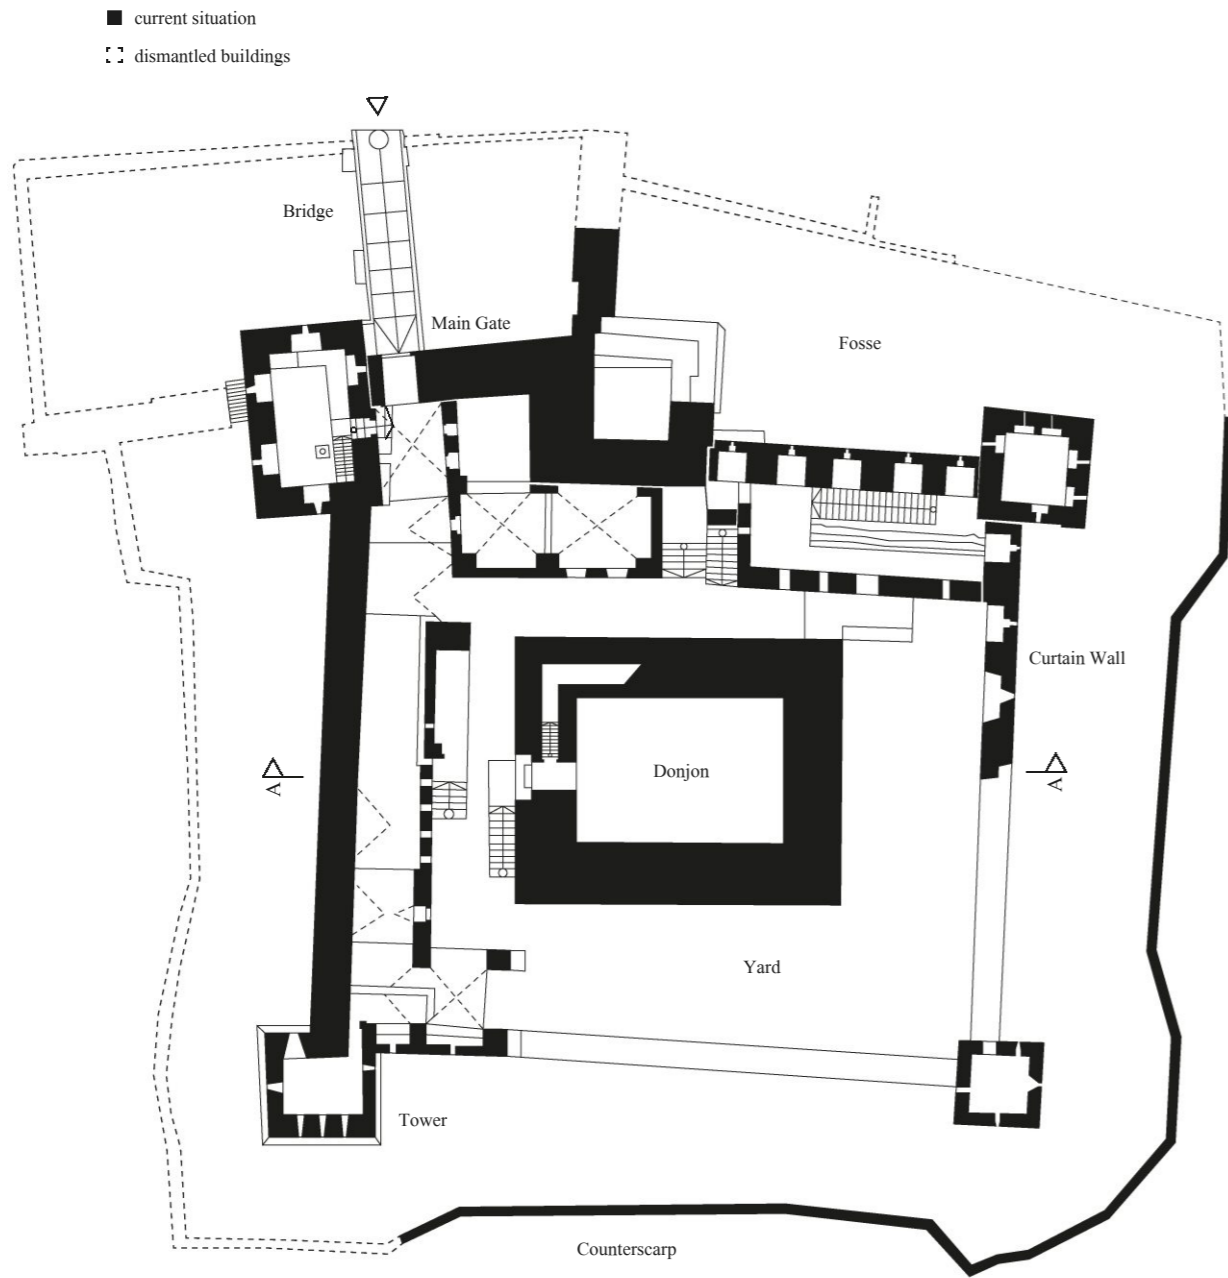 current situation
dismantled buildings
Bridge
Main Gate
Fosse
Curtain Wall
Donjon
A
A
Yard
Tower
Counterscarp